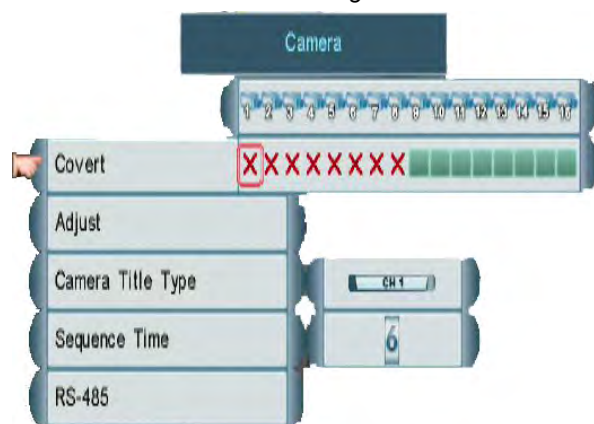 Camera
1 2 3 4 5 6 7 8 9 10 11 12 13 14 15 16
Covert X X X X X X X X
Adjust
Camera Title Type CH 1
Sequence Time 6
RS-485